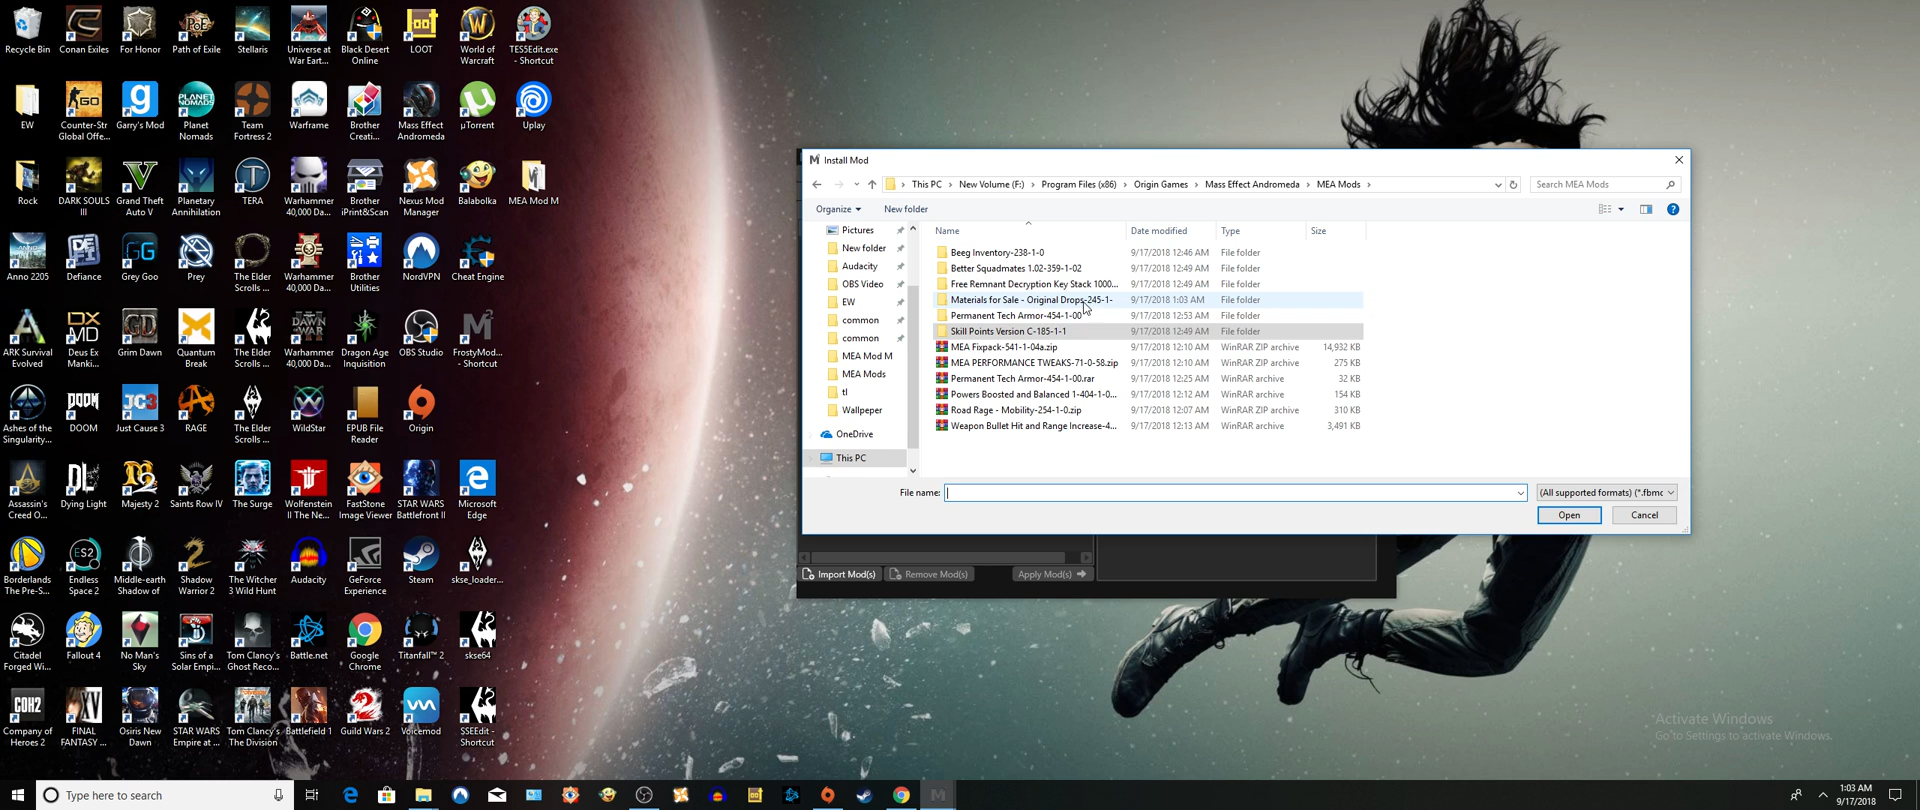 Recycle Bin
Conan Exiles
For Honor
Path of Exile
Stellaris
Universe at War Eart...
Black Desert Online
LOOT
World of Warcraft
TES5Edit.exe - Shortcut
EW
Counter-Str Global Offe...
Garry's Mod
Planet Nomads
Team Fortress 2
Warframe
Brother Creati...
Mass Effect Andromeda
µTorrent
Uplay
Rock
DARK SOULS III
Grand Theft Auto V
Planetary Annihilation
TERA
Warhammer 40,000 Da...
Brother iPrint&Scan
Nexus Mod Manager
Balabolka
MEA Mod M
Anno 2205
Defiance
Grey Goo
Prey
The Elder Scrolls ...
Warhammer 40,000 Da...
Brother Utilities
NordVPN
Cheat Engine
ARK Survival Evolved
Deus Ex Manki...
Grim Dawn
Quantum Break
The Elder Scrolls ...
Warhammer 40,000 Da...
Dragon Age Inquisition
OBS Studio
FrostyMod... - Shortcut
Ashes of the Singularity...
DOOM
Just Cause 3
RAGE
The Elder Scrolls ...
WildStar
EPUB File Reader
Origin
Assassin's Creed O...
Dying Light
Majesty 2
Saints Row IV
The Surge
Wolfenstein II The Ne...
FastStone Image Viewer
STAR WARS Battlefront II
Microsoft Edge
Borderlands The Pre-S...
Endless Space 2
Middle-earth Shadow of
Shadow Warrior 2
The Witcher 3 Wild Hunt
Audacity
GeForce Experience
Steam
skse_loader...
Citadel Forged Wi...
Fallout 4
No Man's Sky
Sins of a Solar Empi...
Tom Clancy's Ghost Reco...
Battle.net
Google Chrome
Titanfall™ 2
skse64
Company of Heroes 2
FINAL FANTASY ...
Osiris New Dawn
STAR WARS Empire at ...
Tom Clancy's The Division
Battlefield 1
Guild Wars 2
Voicemod
SSEEdit - Shortcut
Install Mod
This PC > New Volume (F:) > Program Files (x86) > Origin Games > Mass Effect Andromeda > MEA Mods >
Search MEA Mods
Organize
New folder
Pictures
New folder
Audacity
OBS Video
EW
common
common
MEA Mod M
MEA Mods
tl
Wallpeper
OneDrive
This PC
Name Date modified Type Size
Beeg Inventory-238-1-0 9/17/2018 12:46 AM File folder
Better Squadmates 1.02-359-1-02 9/17/2018 12:49 AM File folder
Free Remnant Decryption Key Stack 1000... 9/17/2018 12:49 AM File folder
Materials for Sale - Original Drops-245-1- 9/17/2018 1:03 AM File folder
Permanent Tech Armor-454-1-00 9/17/2018 12:53 AM File folder
Skill Points Version C-185-1-1 9/17/2018 12:49 AM File folder
MEA Fixpack-541-1-04a.zip 9/17/2018 12:10 AM WinRAR ZIP archive 14,932 KB
MEA PERFORMANCE TWEAKS-71-0-58.zip 9/17/2018 12:10 AM WinRAR ZIP archive 275 KB
Permanent Tech Armor-454-1-00.rar 9/17/2018 12:25 AM WinRAR archive 32 KB
Powers Boosted and Balanced 1-404-1-0... 9/17/2018 12:12 AM WinRAR archive 154 KB
Road Rage - Mobility-254-1-0.zip 9/17/2018 12:07 AM WinRAR ZIP archive 310 KB
Weapon Bullet Hit and Range Increase-4... 9/17/2018 12:13 AM WinRAR archive 3,491 KB
File name:
(All supported formats) (*.fbmc
Open
Cancel
Import Mod(s)
Remove Mod(s)
Apply Mod(s)
Activate Windows
Go to Settings to activate Windows.
Type here to search
1:03 AM
9/17/2018